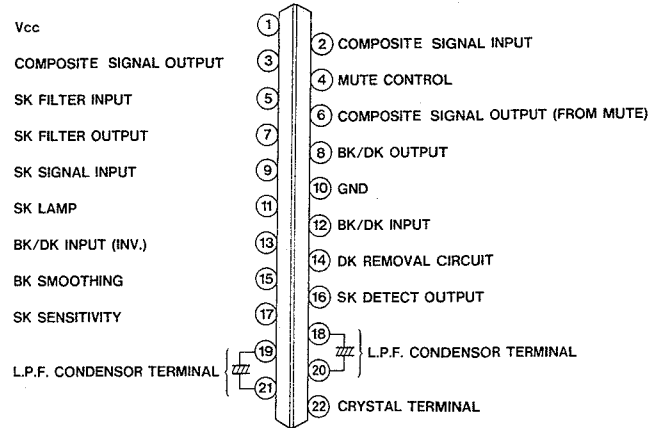 Vcc 1
2 COMPOSITE SIGNAL INPUT
COMPOSITE SIGNAL OUTPUT 3
4 MUTE CONTROL
SK FILTER INPUT 5
6 COMPOSITE SIGNAL OUTPUT (FROM MUTE)
SK FILTER OUTPUT 7
8 BK/DK OUTPUT
SK SIGNAL INPUT 9
10 GND
SK LAMP 11
12 BK/DK INPUT
BK/DK INPUT (INV.) 13
14 DK REMOVAL CIRCUIT
BK SMOOTHING 15
16 SK DETECT OUTPUT
SK SENSITIVITY 17
18
19
L.P.F. CONDENSOR TERMINAL
20
L.P.F. CONDENSOR TERMINAL
21
22 CRYSTAL TERMINAL